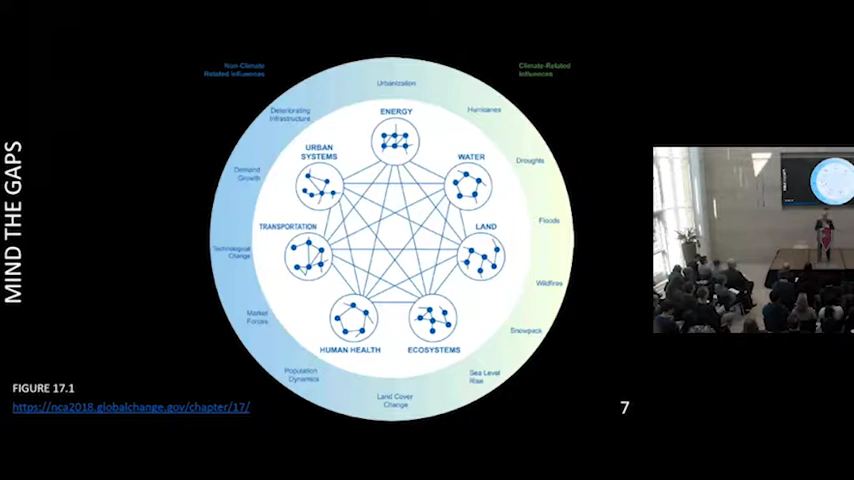 MIND THE GAPS
Non-Climate
Related Influences
Climate-Related
Influences
Urbanization
Deteriorating
Infrastructure
Hurricanes
ENERGY
URBAN
SYSTEMS
WATER
Demand
Growth
Droughts
TRANSPORTATION
LAND
Floods
Technological
Change
Wildfires
Market
Forces
Snowpack
HUMAN HEALTH
ECOSYSTEMS
Population
Dynamics
Sea Level
Rise
Land Cover
Change
FIGURE 17.1
https://nca2018.globalchange.gov/chapter/17/
7